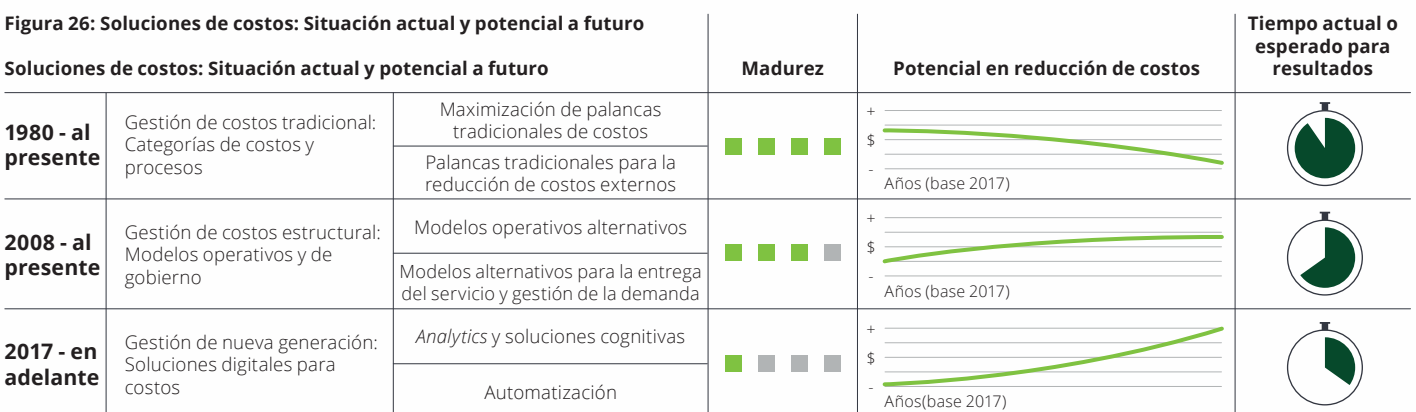 Figura 26: Soluciones de costos: Situación actual y potencial a futuro
Soluciones de costos: Situación actual y potencial a futuro
Madurez
Potencial en reducción de costos
Tiempo actual o
esperado para
resultados
1980 - al
presente
Gestión de costos tradicional:
Categorías de costos y
procesos
Maximización de palancas
tradicionales de costos
Palancas tradicionales para la
reducción de costos externos
+
$
-
Años (base 2017)
2008 - al
presente
Gestión de costos estructural:
Modelos operativos y de
gobierno
Modelos operativos alternativos
Modelos alternativos para la entrega
del servicio y gestión de la demanda
+
$
-
Años (base 2017)
2017 - en
adelante
Gestión de nueva generación:
Soluciones digitales para
costos
Analytics y soluciones cognitivas
Automatización
+
$
-
Años(base 2017)